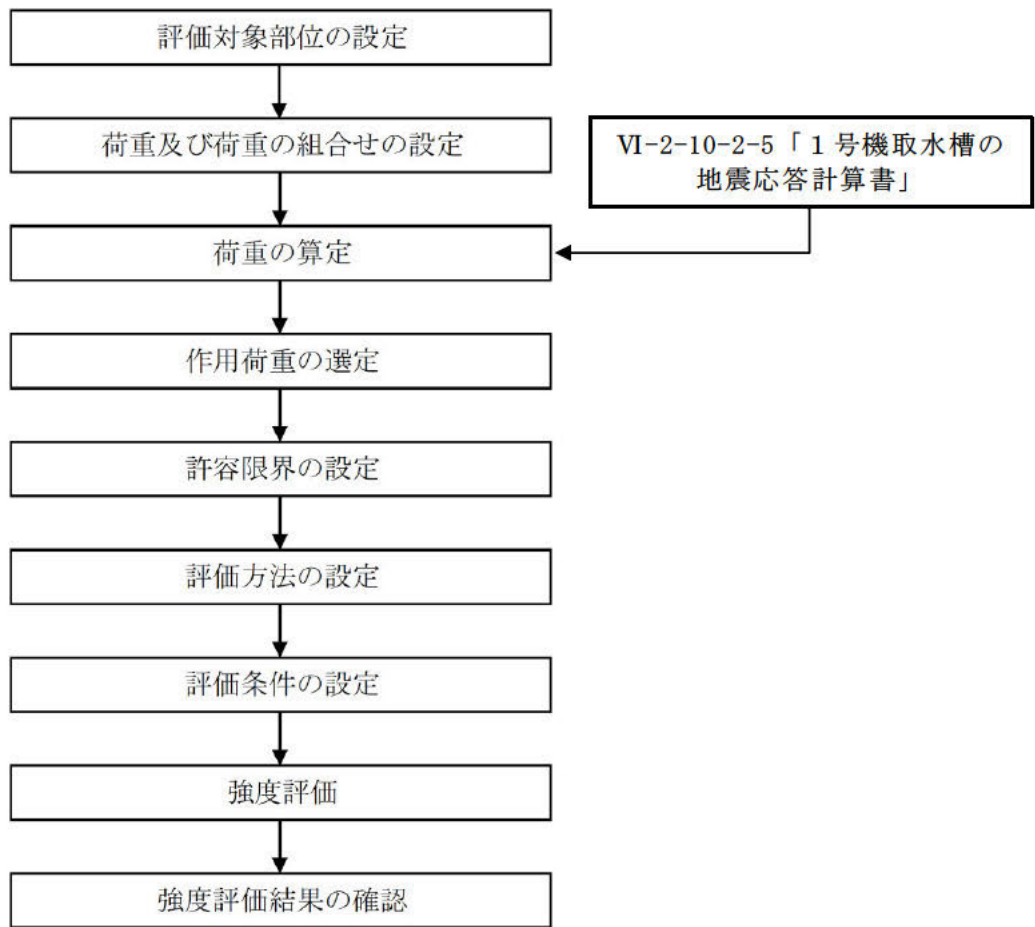 評価対象部位の設定
荷重及び荷重の組合せの設定
Ⅵ-2-10-2-5「１号機取水槽の
地震応答計算書」
荷重の算定
作用荷重の選定
許容限界の設定
評価方法の設定
評価条件の設定
強度評価
強度評価結果の確認